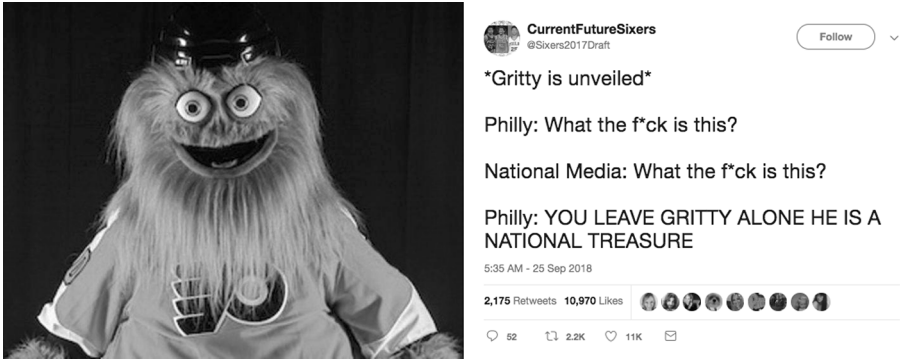 CurrentFutureSixers
@Sixers2017Draft
Follow
*Gritty is unveiled*
Philly: What the f*ck is this?
National Media: What the f*ck is this?
Philly: YOU LEAVE GRITTY ALONE HE IS A
NATIONAL TREASURE
5:35 AM - 25 Sep 2018
2,175 Retweets 10,970 Likes
52 2.2K 11K